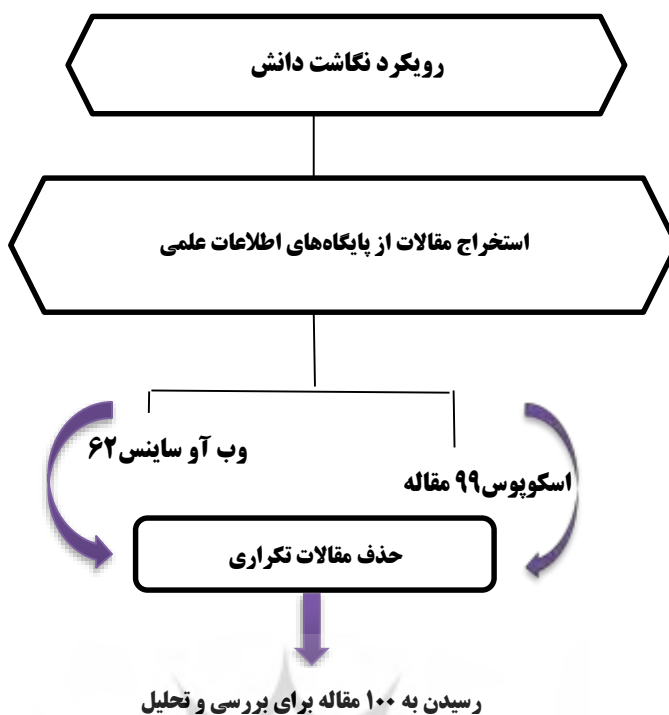 رویکرد نگاشت دانش
استخراج مقالات از پایگاه‌های اطلاعات علمی
وب آو ساینس۶۲
اسکوپوس۹۹ مقاله
حذف مقالات تکراری
رسیدن به ۱۰۰ مقاله برای بررسی و تحلیل